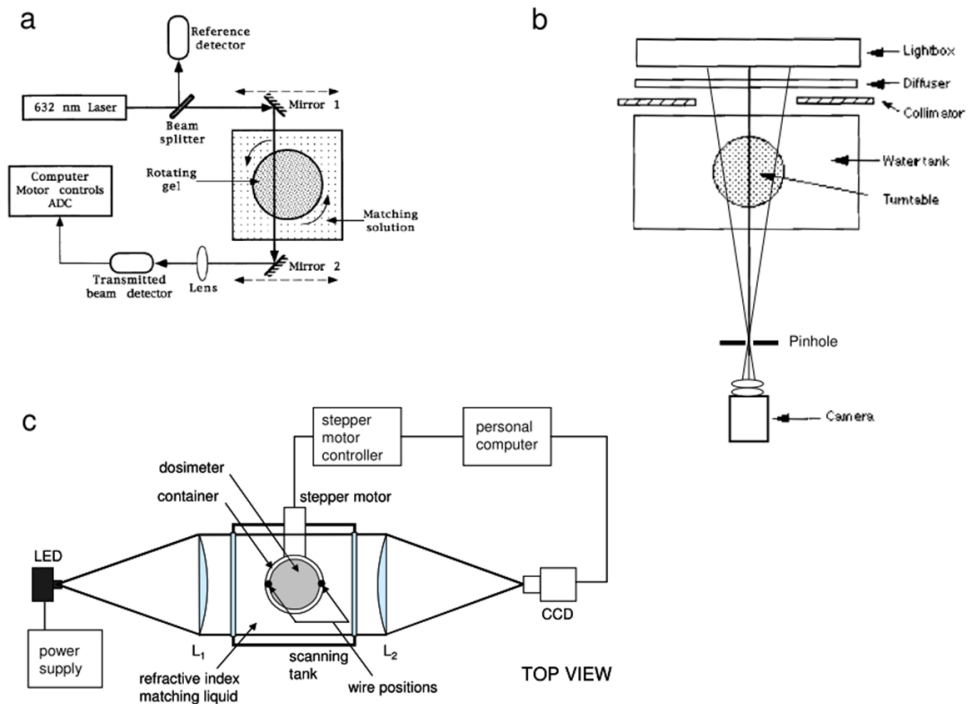 a
Reference
detector
632 nm Laser
Mirror 1
Beam
splitter
Rotating
gel
Computer
Motor controls
ADC
Matching
solution
Mirror 2
Transmitted
beam detector
Lens
b
Lightbox
Diffuser
Collimator
Water tank
Turntable
Pinhole
Camera
c
stepper
motor
controller
personal
computer
dosimeter
container
stepper motor
LED
CCD
power
supply
L1
L2
scanning
tank
refractive index
matching liquid
wire positions
TOP VIEW